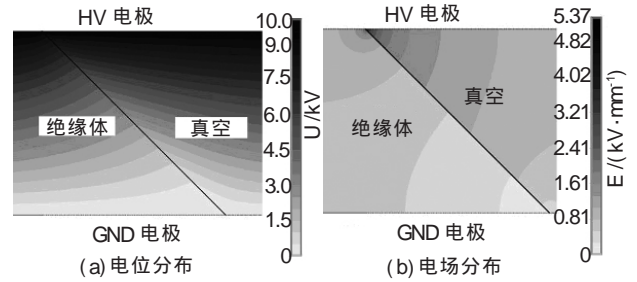 HV 电极
绝缘体
真空
GND 电极
(a) 电位分布
10.0
9.0
7.5
6.0
4.5
3.0
1.5
0
U/kV
HV 电极
真空
绝缘体
GND 电极
(b) 电场分布
5.37
4.82
4.02
3.21
2.41
1.61
0.81
0
E/(kV·mm⁻¹)